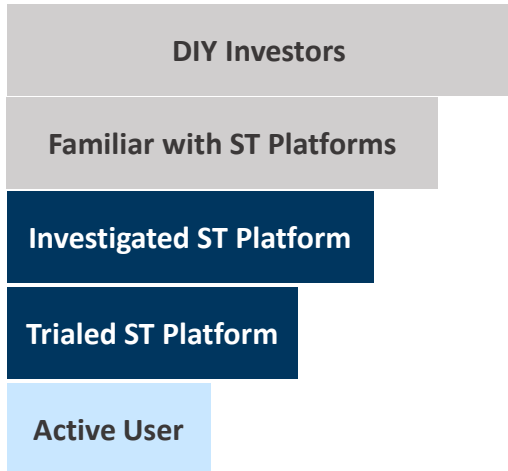 DIY Investors
Familiar with ST Platforms
Investigated ST Platform
Trialed ST Platform
Active User